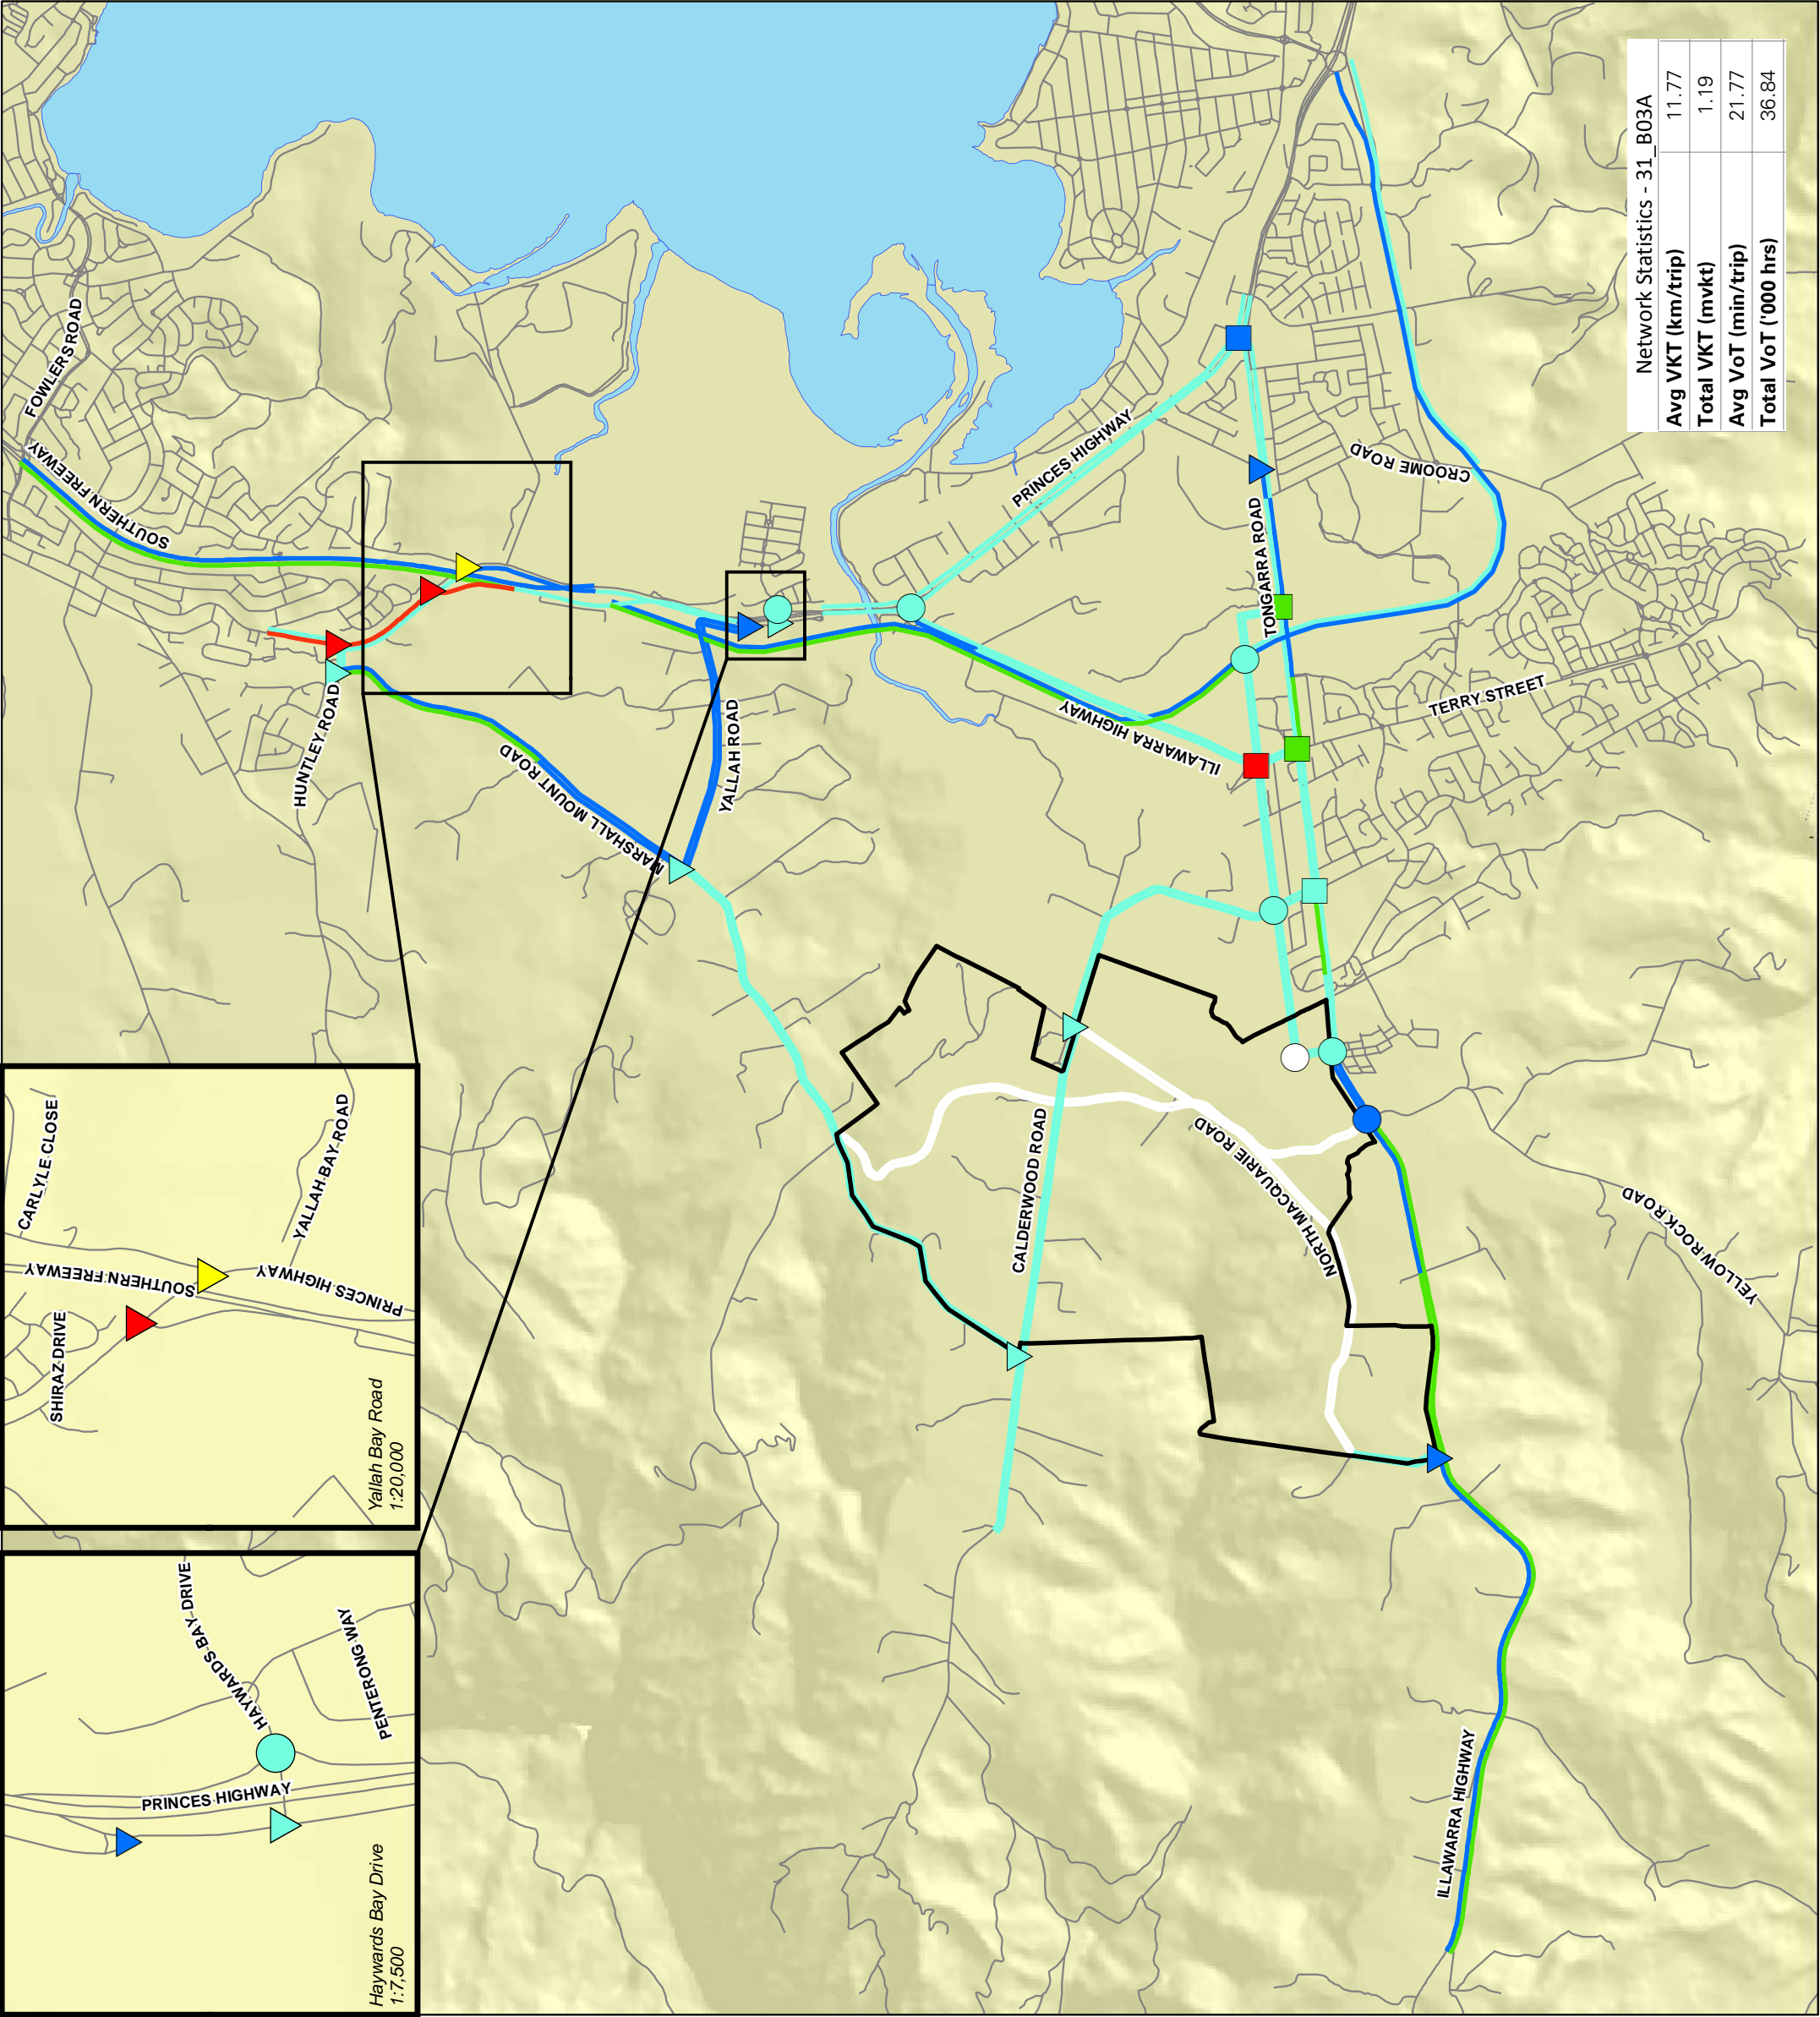 FOWLERS ROAD
SOUTHERN FREEWAY
HUNTLEY ROAD
MARSHALL MOUNT ROAD
YALLAH ROAD
PRINCES HIGHWAY
ILLAWARRA HIGHWAY
TONGARRA ROAD
CROOME ROAD
TERRY STREET
CALDERWOOD ROAD
NORTH MACQUARIE ROAD
YELLOW ROCK ROAD
ILLAWARRA HIGHWAY
Network Statistics - 31_B03A
Avg VKT (km/trip) 11.77
Total VKT (mvkt) 1.19
Avg VoT (min/trip) 21.77
Total VoT ('000 hrs) 36.84
CARLYLE CLOSE
YALLAH BAY ROAD
SOUTHERN FREEWAY
PRINCES HIGHWAY
SHIRAZ DRIVE
Yallah Bay Road
1:20,000
HAYWARDS BAY DRIVE
PENTERONG WAY
PRINCES HIGHWAY
Haywards Bay Drive
1:7,500